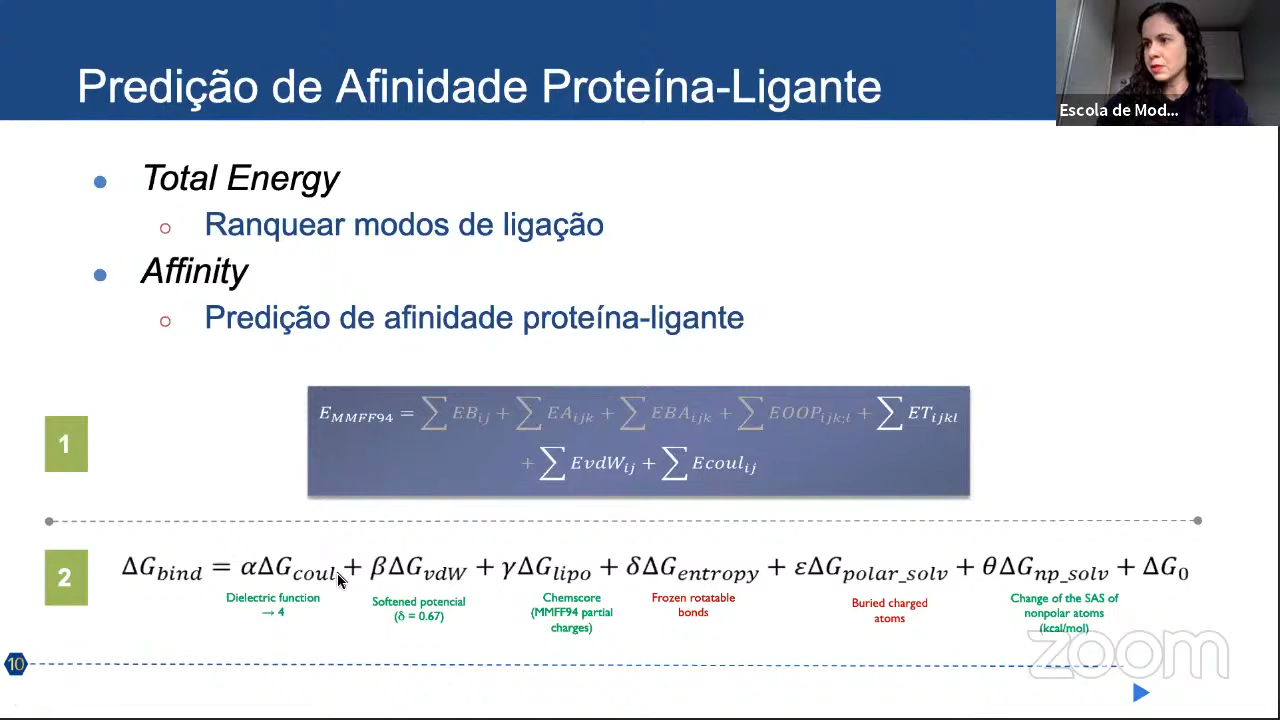 Predição de Afinidade Proteína-Ligante
Escola de Mod...
Total Energy
Ranquear modos de ligação
Affinity
Predição de afinidade proteína-ligante
1
E_MMFF94 = ∑ EB_ij + ∑ EA_ijk + ∑ EBA_ijk + ∑ EOOP_ijk;l + ∑ ET_ijkl
+ ∑ EvdW_ij + ∑ Ecoul_ij
2
ΔG_bind = αΔG_coul + βΔG_vdW + γΔG_lipo + δΔG_entropy + εΔG_polar_solv + θΔG_np_solv + ΔG_0
Dielectric function
→ 4
Softened potencial
(δ = 0.67)
Chemscore
(MMFF94 partial
charges)
Frozen rotatable
bonds
Buried charged
atoms
Change of the SAS of
nonpolar atoms
(kcal/mol)
zoom
10